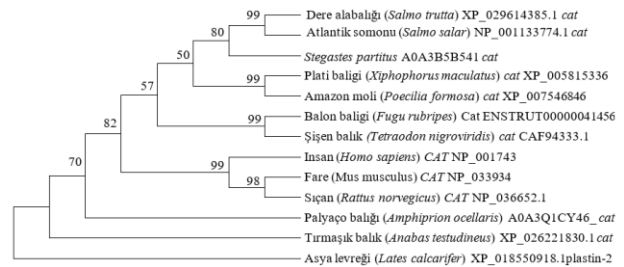 99
Dere alabalığı (Salmo trutta) XP_029614385.1 cat
80
Atlantik somonu (Salmo salar) NP_001133774.1 cat
50
Stegastes partitus A0A3B5B541 cat
57
99
Plati baligi (Xiphophorus maculatus) cat XP_005815336
Amazon moli (Poecilia formosa) cat XP_007546846
82
99
Balon baligi (Fugu rubripes) Cat ENSTRUT00000041456
Şişen balık (Tetraodon nigroviridis) cat CAF94333.1
70
99
Insan (Homo sapiens) CAT NP_001743
98
Fare (Mus musculus) CAT NP_033934
Sıçan (Rattus norvegicus) CAT NP_036652.1
Palyaço balığı (Amphiprion ocellaris) A0A3Q1CY46_cat
Tırmaşık balık (Anabas testudineus) XP_026221830.1 cat
Asya levreği (Lates calcarifer) XP_018550918.1plastin-2